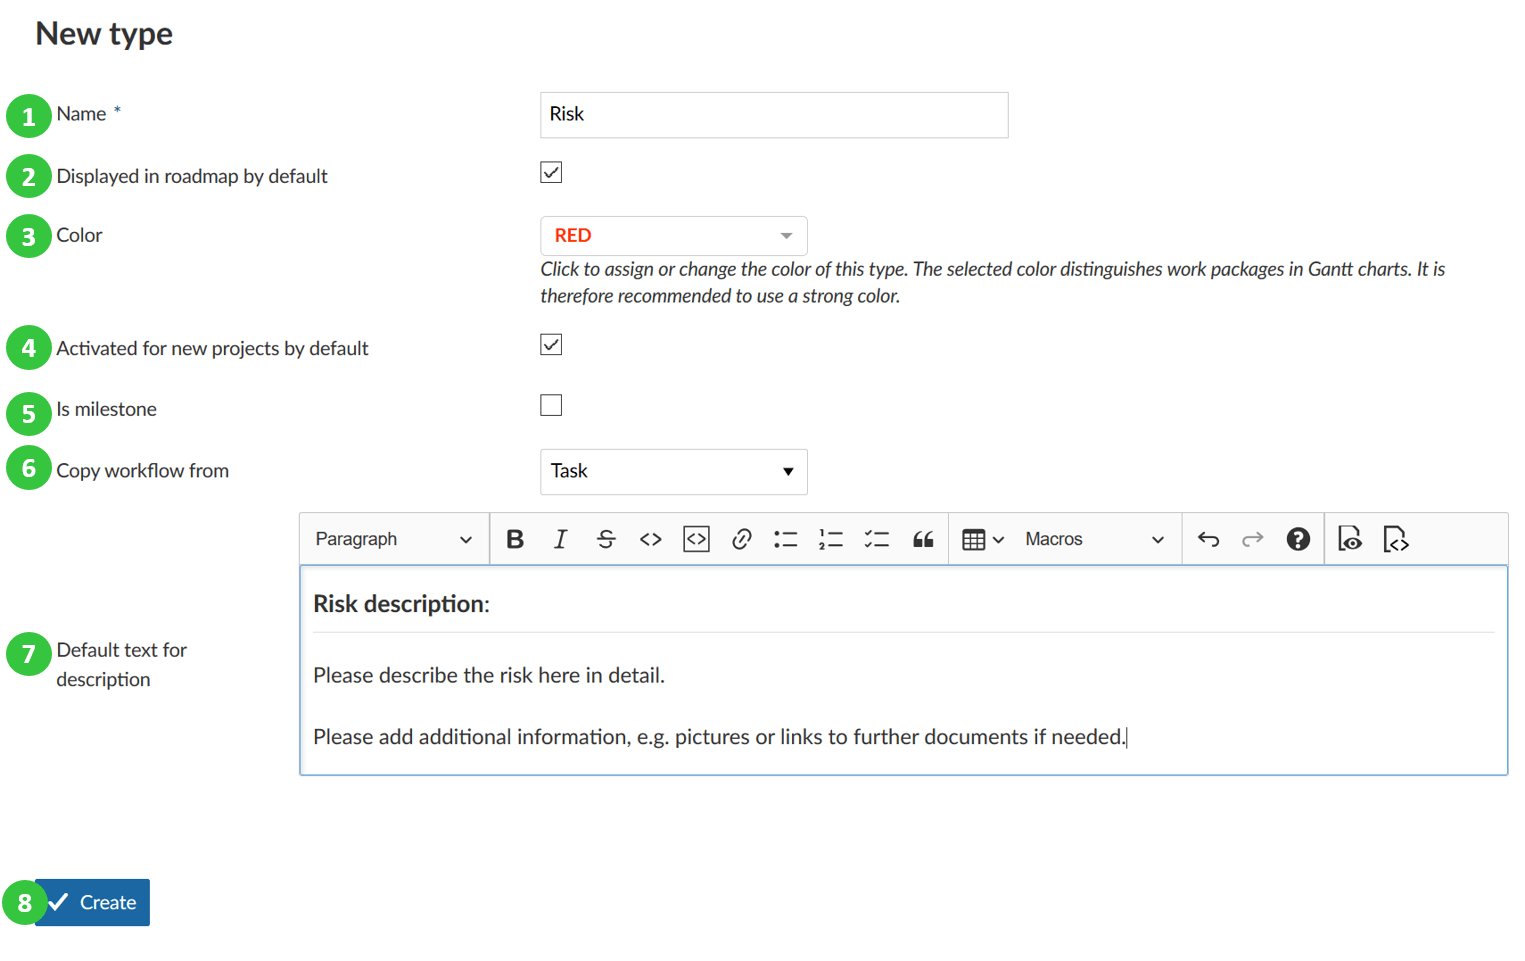 New type
1 Name *
Risk
2 Displayed in roadmap by default
3 Color
RED
Click to assign or change the color of this type. The selected color distinguishes work packages in Gantt charts. It is
therefore recommended to use a strong color.
4 Activated for new projects by default
5 Is milestone
6 Copy workflow from
Task
Paragraph
Macros
7 Default text for
description
Risk description:
Please describe the risk here in detail.
Please add additional information, e.g. pictures or links to further documents if needed.
8 Create